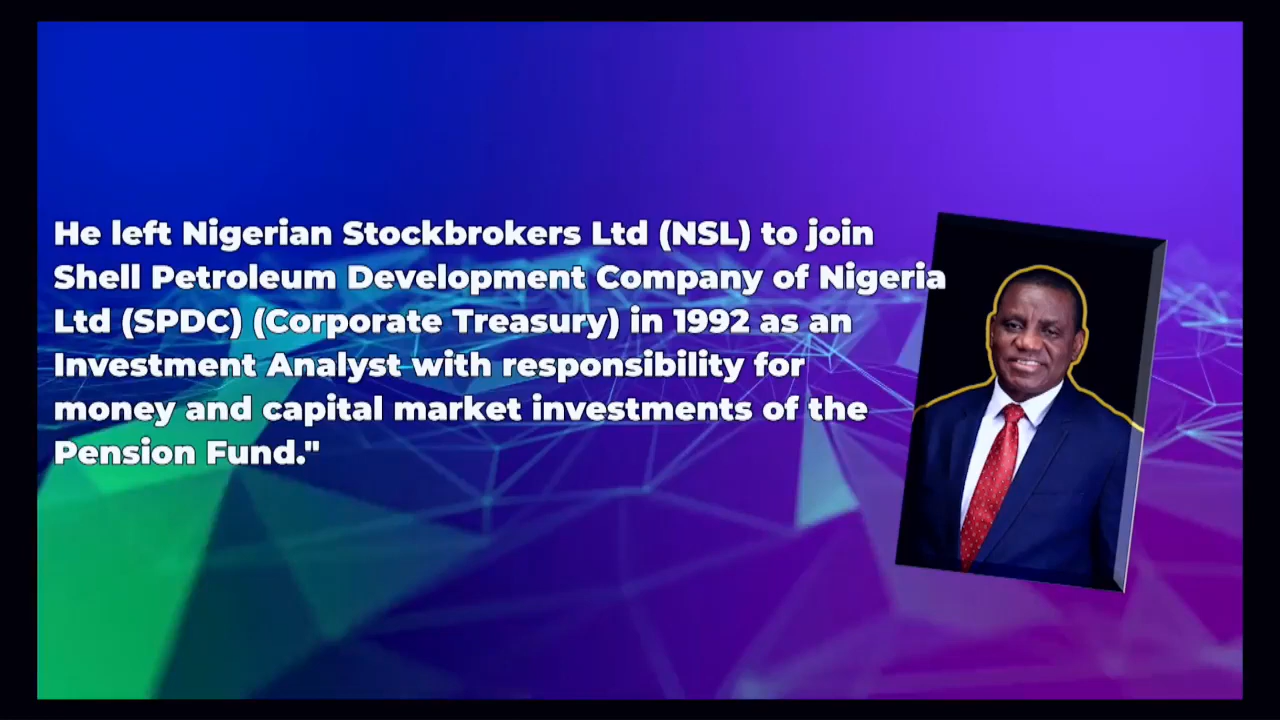 He left Nigerian Stockbrokers Ltd (NSL) to join
Shell Petroleum Development Company of Nigeria
Ltd (SPDC) (Corporate Treasury) in 1992 as an
Investment Analyst with responsibility for
money and capital market investments of the
Pension Fund."